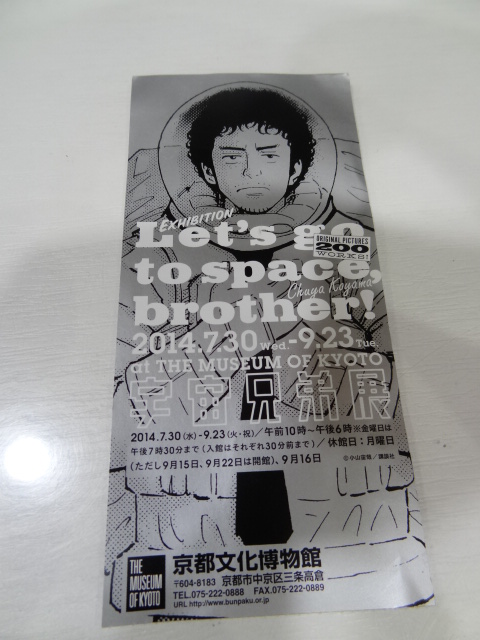 EXHIBITION
Let's go
ORIGINAL PICTURES
200
WORKS!
to space,
Chuya Koyama
brother!
2014.7.30 Wed.-9.23 Tue.
at THE MUSEUM OF KYOTO
宇宙兄弟展
2014.7.30(水)-9.23(火・祝)/午前10時〜午後6時※金曜日は
午後7時30分まで(入館はそれぞれ30分前まで)/休館日:月曜日
(ただし9月15日、9月22日は開館)、9月16日
©小山宙哉/講談社
THE
MUSEUM
OF KYOTO
京都文化博物館
〒604-8183 京都市中京区三条高倉
TEL.075-222-0888 FAX.075-222-0889
URL http://www.bunpaku.or.jp